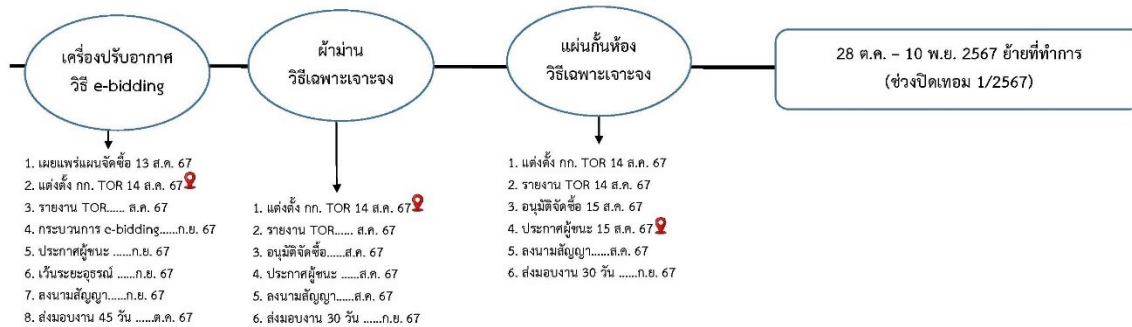 เครื่องปรับอากาศ
วิธี e-bidding
1. เผยแพร่แผนจัดซื้อ 13 ส.ค. 67
2. แต่งตั้ง กก. TOR 14 ส.ค. 67
3. รายงาน TOR...... ส.ค. 67
4. กระบวนการ e-bidding......ก.ย. 67
5. ประกาศผู้ชนะ ......ก.ย. 67
6. เว้นระยะอุธรณ์ ......ก.ย. 67
7. ลงนามสัญญา......ก.ย. 67
8. ส่งมอบงาน 45 วัน ......ต.ค. 67
ผ้าม่าน
วิธีเฉพาะเจาะจง
1. แต่งตั้ง กก. TOR 14 ส.ค. 67
2. รายงาน TOR...... ส.ค. 67
3. อนุมัติจัดซื้อ......ส.ค. 67
4. ประกาศผู้ชนะ ......ส.ค. 67
5. ลงนามสัญญา......ส.ค. 67
6. ส่งมอบงาน 30 วัน ......ก.ย. 67
แผ่นกั้นห้อง
วิธีเฉพาะเจาะจง
1. แต่งตั้ง กก. TOR 14 ส.ค. 67
2. รายงาน TOR 14 ส.ค. 67
3. อนุมัติจัดซื้อ 15 ส.ค. 67
4. ประกาศผู้ชนะ 15 ส.ค. 67
5. ลงนามสัญญา......ส.ค. 67
6. ส่งมอบงาน 30 วัน ......ก.ย. 67
28 ต.ค. – 10 พ.ย. 2567 ย้ายที่ทำการ
(ช่วงปิดเทอม 1/2567)